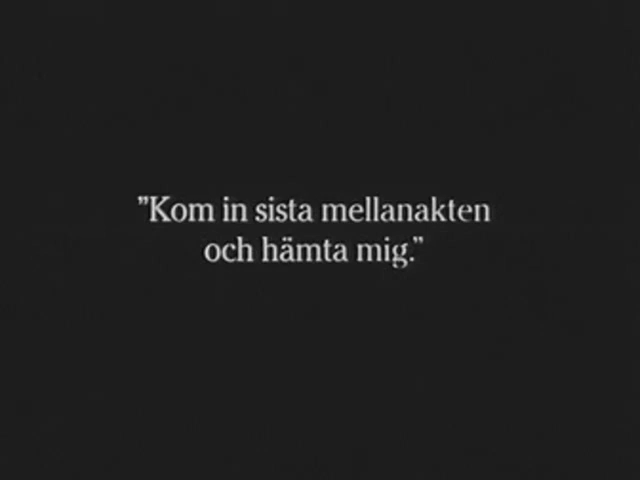 ”Kom in sista mellanakten
och hämta mig.”